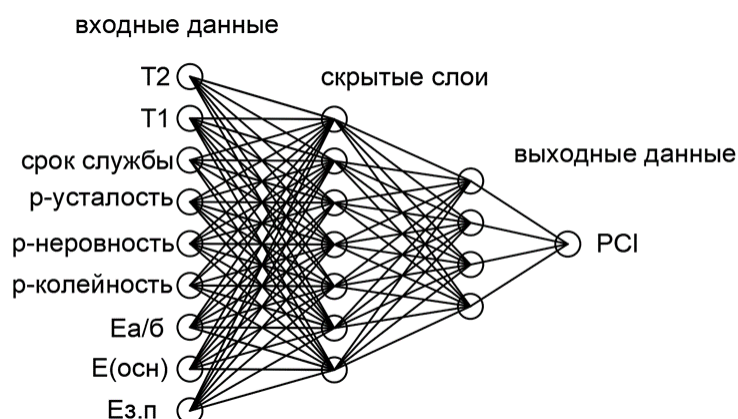 входные данные
скрытые слои
выходные данные
T2
T1
срок службы
р-усталость
р-неровность
р-колейность
Еа/б
Е(осн)
Ез.п
PCI